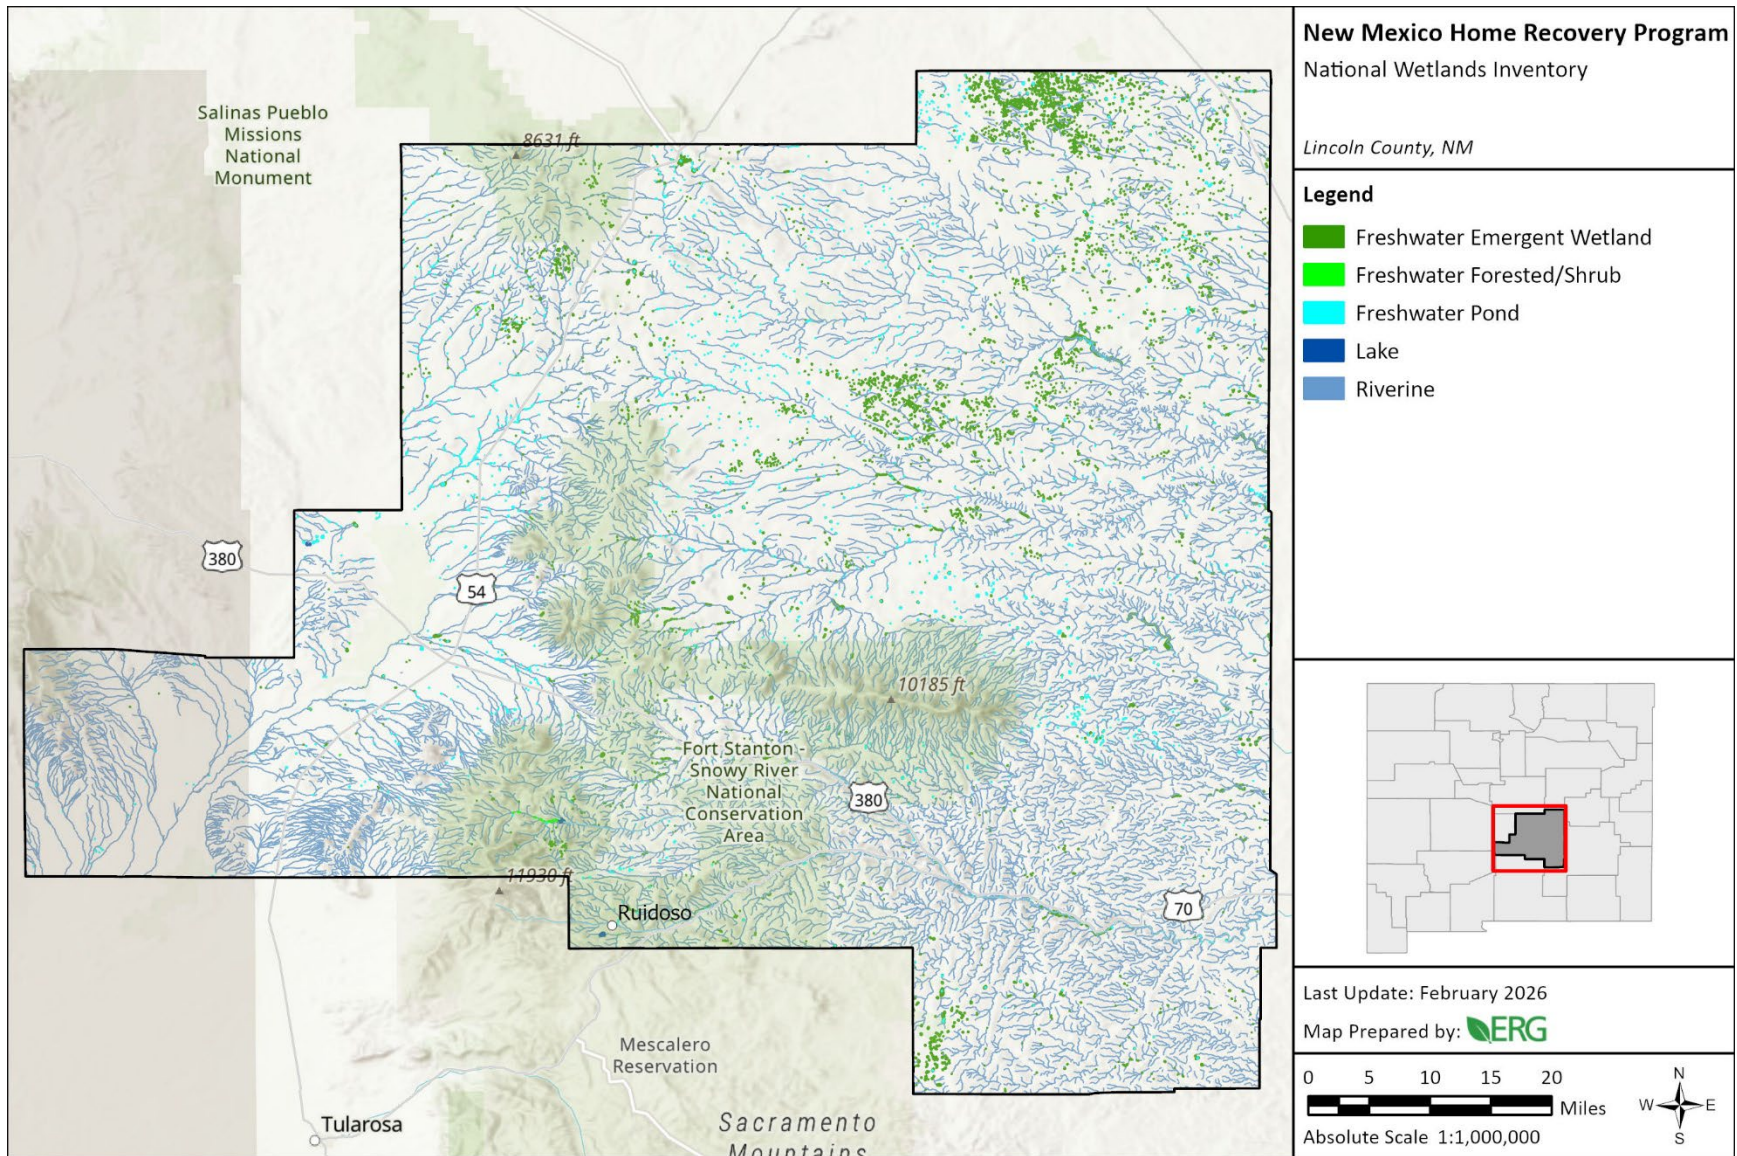 New Mexico Home Recovery Program
National Wetlands Inventory
Lincoln County, NM
Legend
Freshwater Emergent Wetland
Freshwater Forested/Shrub
Freshwater Pond
Lake
Riverine
Salinas Pueblo
Missions
National
Monument
8631 ft
380
54
10185 ft
Fort Stanton -
Snowy River
National
Conservation
Area
380
11930 ft
Ruidoso
70
Mescalero
Reservation
Tularosa
Sacramento
Mountains
Last Update: February 2026
Map Prepared by: ERG
0 5 10 15 20
Miles
Absolute Scale 1:1,000,000
N
W E
S